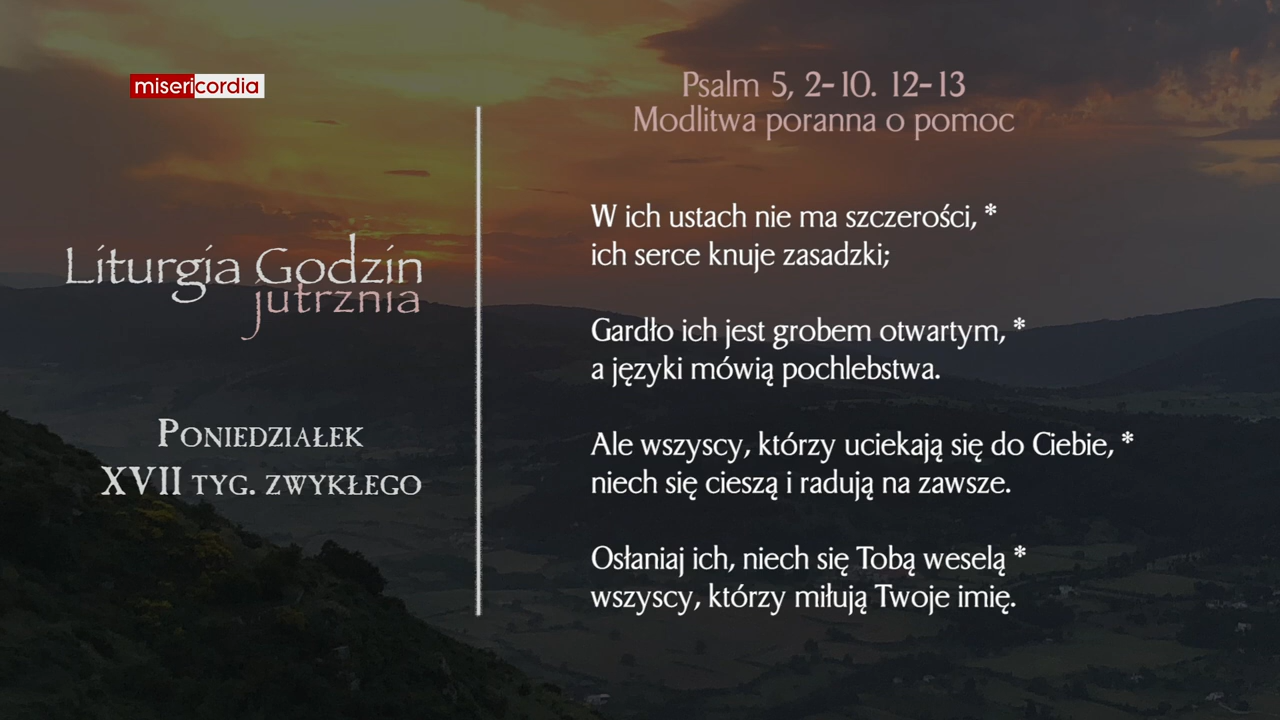 misericordia
Liturgia Godzin
jutrznia
Poniedziałek
XVII tyg. zwykłego
Psalm 5, 2-10. 12-13
Modlitwa poranna o pomoc
W ich ustach nie ma szczerości, *
ich serce knuje zasadzki;
Gardło ich jest grobem otwartym, *
a języki mówią pochlebstwa.
Ale wszyscy, którzy uciekają się do Ciebie, *
niech się cieszą i radują na zawsze.
Osłaniaj ich, niech się Tobą weselą *
wszyscy, którzy miłują Twoje imię.